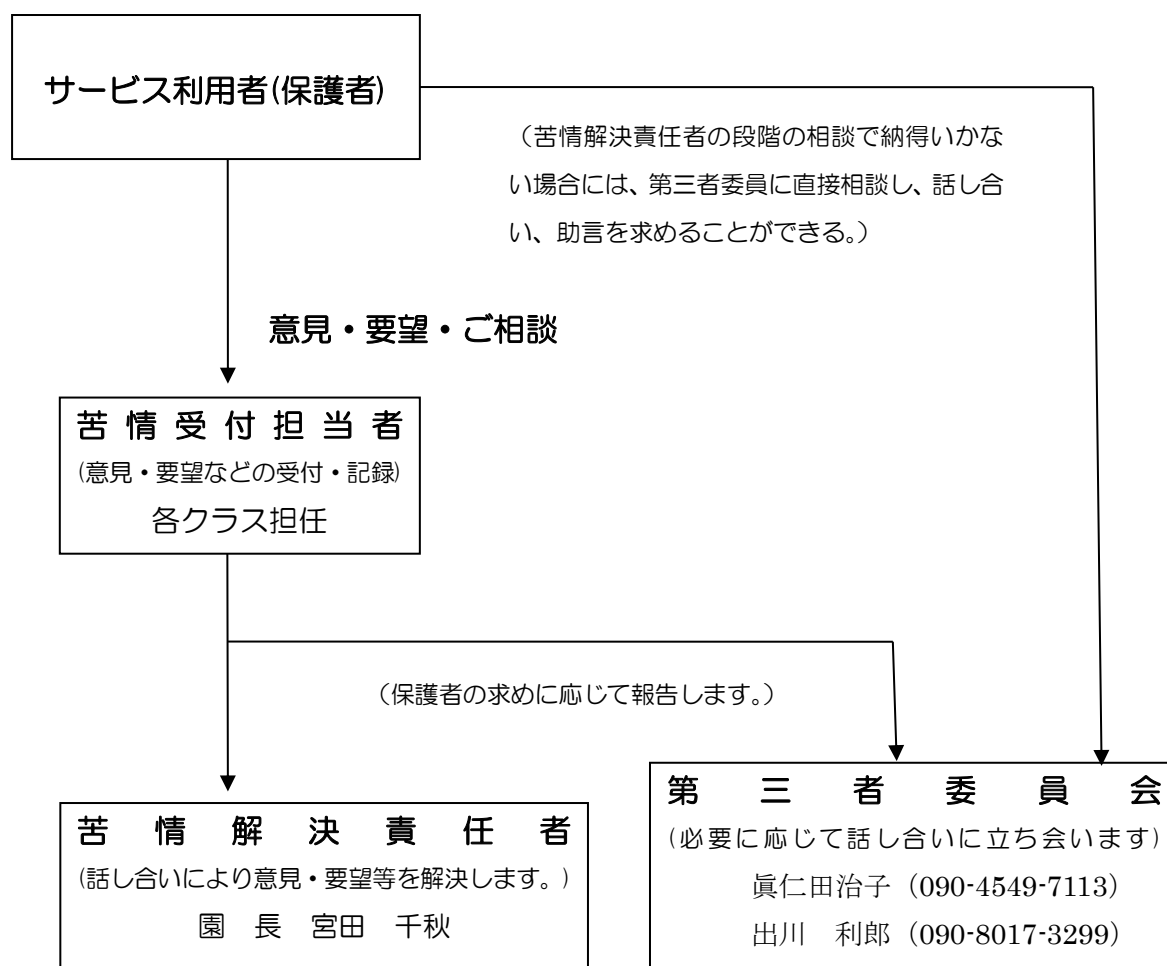 サービス利用者(保護者)
（苦情解決責任者の段階の相談で納得いかな
い場合には、第三者委員に直接相談し、話し合
い、助言を求めることができる。）
意見・要望・ご相談
苦情受付担当者
(意見・要望などの受付・記録)
各クラス担任
（保護者の求めに応じて報告します。）
苦情解決責任者
(話し合いにより意見・要望等を解決します。)
園　長　宮田　千秋
第三者委員会
(必要に応じて話し合いに立ち会います)
眞仁田治子（090-4549-7113）
出川　利郎（090-8017-3299）